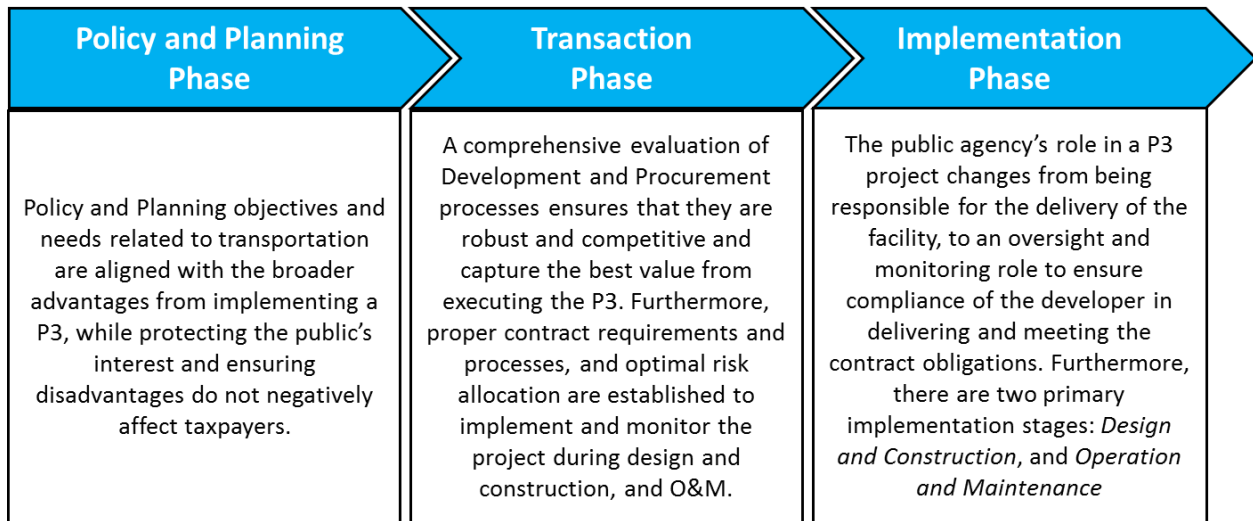 Policy and Planning
Phase
Policy and Planning objectives and
needs related to transportation
are aligned with the broader
advantages from implementing a
P3, while protecting the public’s
interest and ensuring
disadvantages do not negatively
affect taxpayers.
Transaction
Phase
A comprehensive evaluation of
Development and Procurement
processes ensures that they are
robust and competitive and
capture the best value from
executing the P3. Furthermore,
proper contract requirements and
processes, and optimal risk
allocation are established to
implement and monitor the
project during design and
construction, and O&M.
Implementation
Phase
The public agency’s role in a P3
project changes from being
responsible for the delivery of the
facility, to an oversight and
monitoring role to ensure
compliance of the developer in
delivering and meeting the
contract obligations. Furthermore,
there are two primary
implementation stages: Design
and Construction, and Operation
and Maintenance